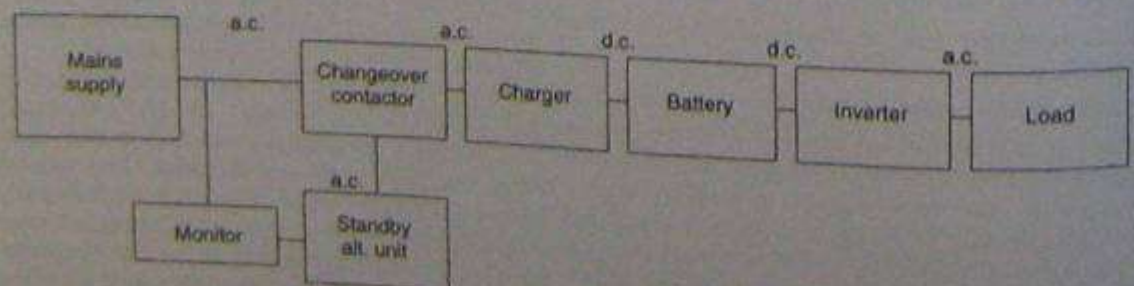 a.c.
a.c.
d.c.
d.c.
a.c.
Mains
supply
Changeover
contactor
Charger
Battery
Inverter
Load
a.c.
Monitor
Standby
alt. unit